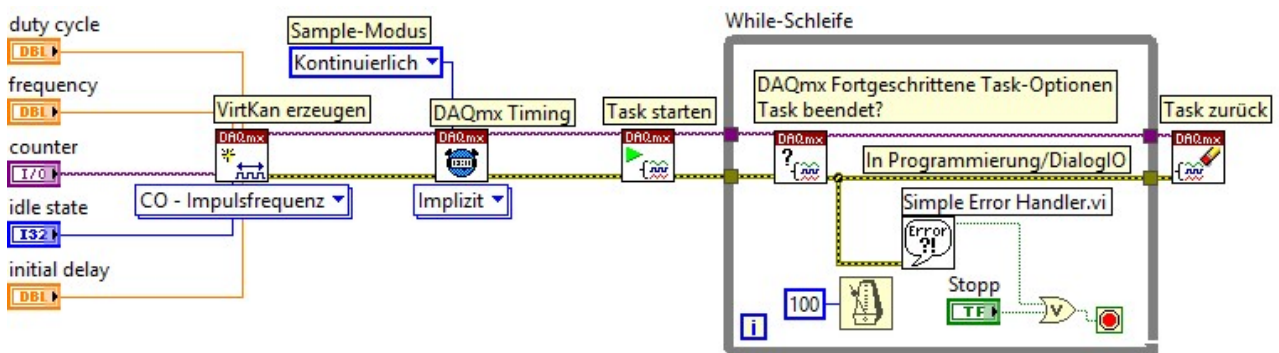 duty cycle
DBL
frequency
DBL
counter
I/O
idle state
I32
initial delay
DBL
Sample-Modus
Kontinuierlich
VirtKan erzeugen
DAQmx
CO - Impulsfrequenz
DAQmx Timing
DAQmx
Implizit
Task starten
DAQmx
While-Schleife
DAQmx Fortgeschrittene Task-Optionen
Task beendet?
DAQmx
?
In Programmierung/DialogIO
Simple Error Handler.vi
Error
?!
100
Stopp
TF
V
i
Task zurück
DAQmx